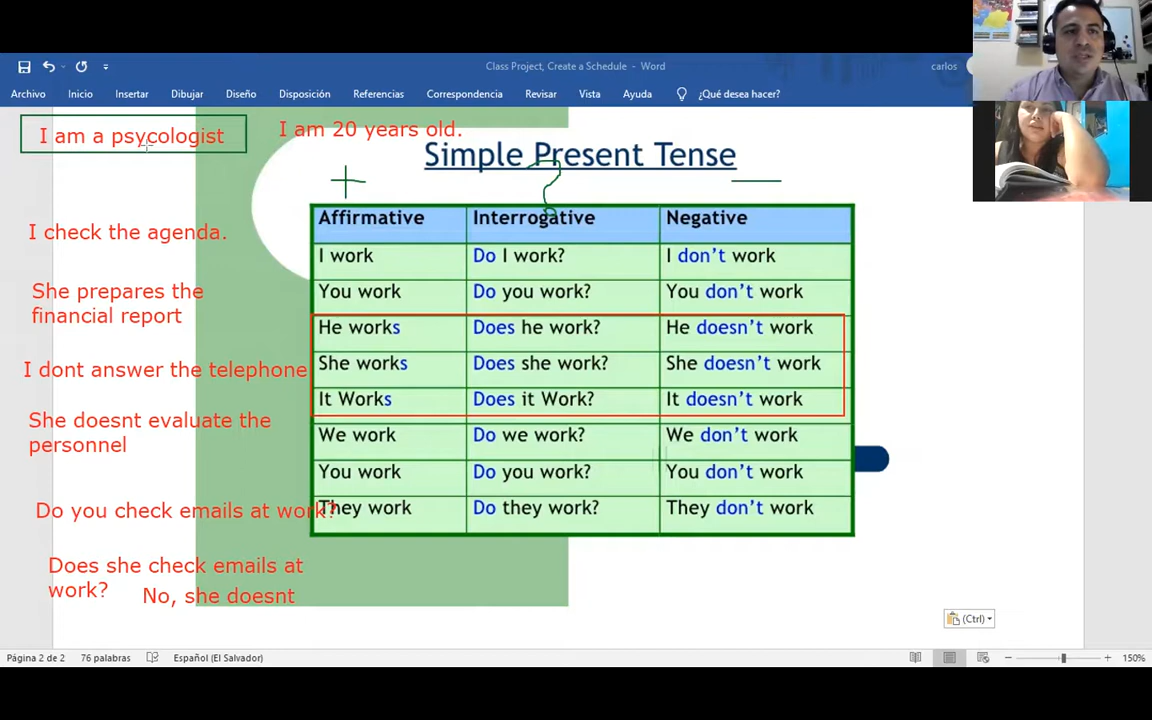 Class Project, Create a Schedule - Word
carlos
Archivo Inicio Insertar Dibujar Diseño Disposición Referencias Correspondencia Revisar Vista Ayuda ¿Qué desea hacer?
I am a psycologist
I am 20 years old.
Simple Present Tense
+ ? —
Affirmative Interrogative Negative
I work Do I work? I don't work
You work Do you work? You don't work
He works Does he work? He doesn't work
She works Does she work? She doesn't work
It Works Does it Work? It doesn't work
We work Do we work? We don't work
You work Do you work? You don't work
They work Do they work? They don't work
I check the agenda.
She prepares the
financial report
I dont answer the telephone
She doesnt evaluate the
personnel
Do you check emails at work?
Does she check emails at
work?
No, she doesnt
(Ctrl)
Página 2 de 2 76 palabras Español (El Salvador) 150%